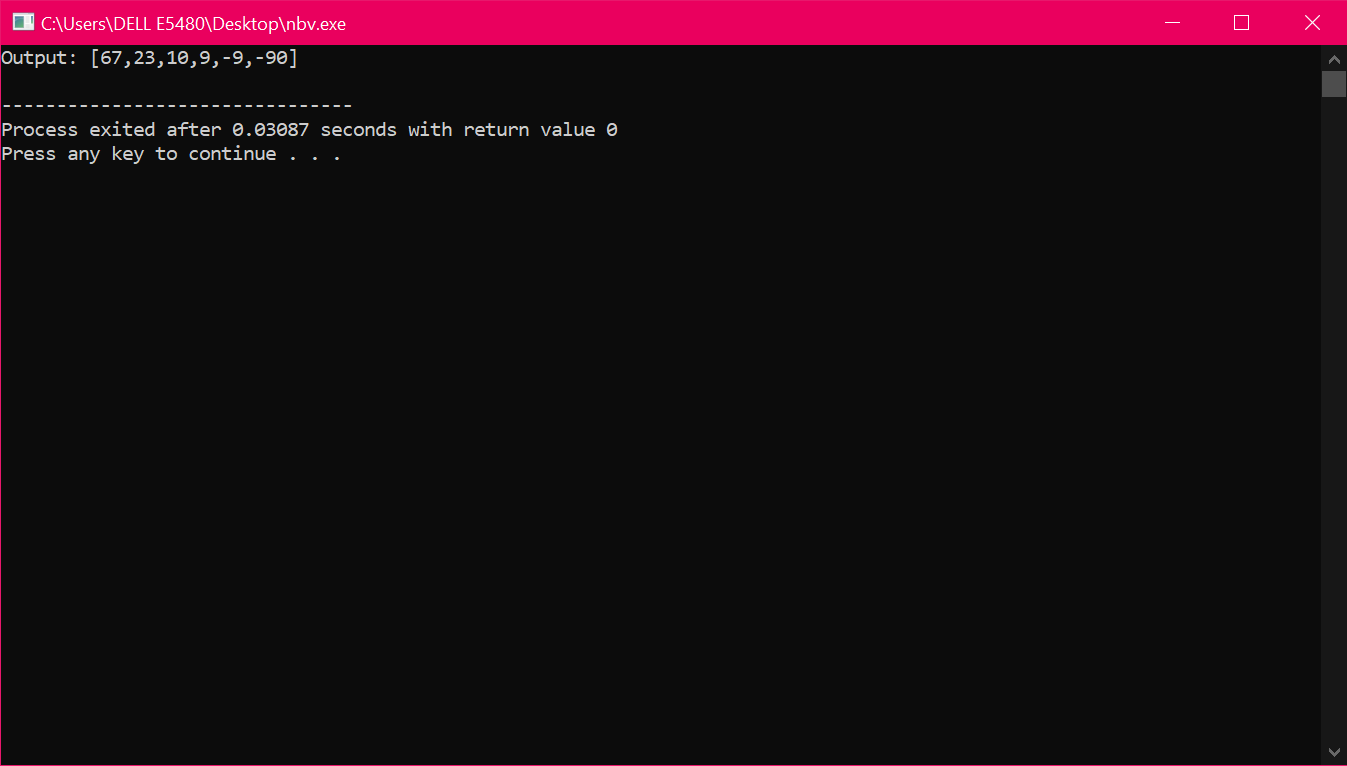 C:\Users\DELL E5480\Desktop\nbv.exe
Output: [67,23,10,9,-9,-90]
--------------------------------
Process exited after 0.03087 seconds with return value 0
Press any key to continue . . .